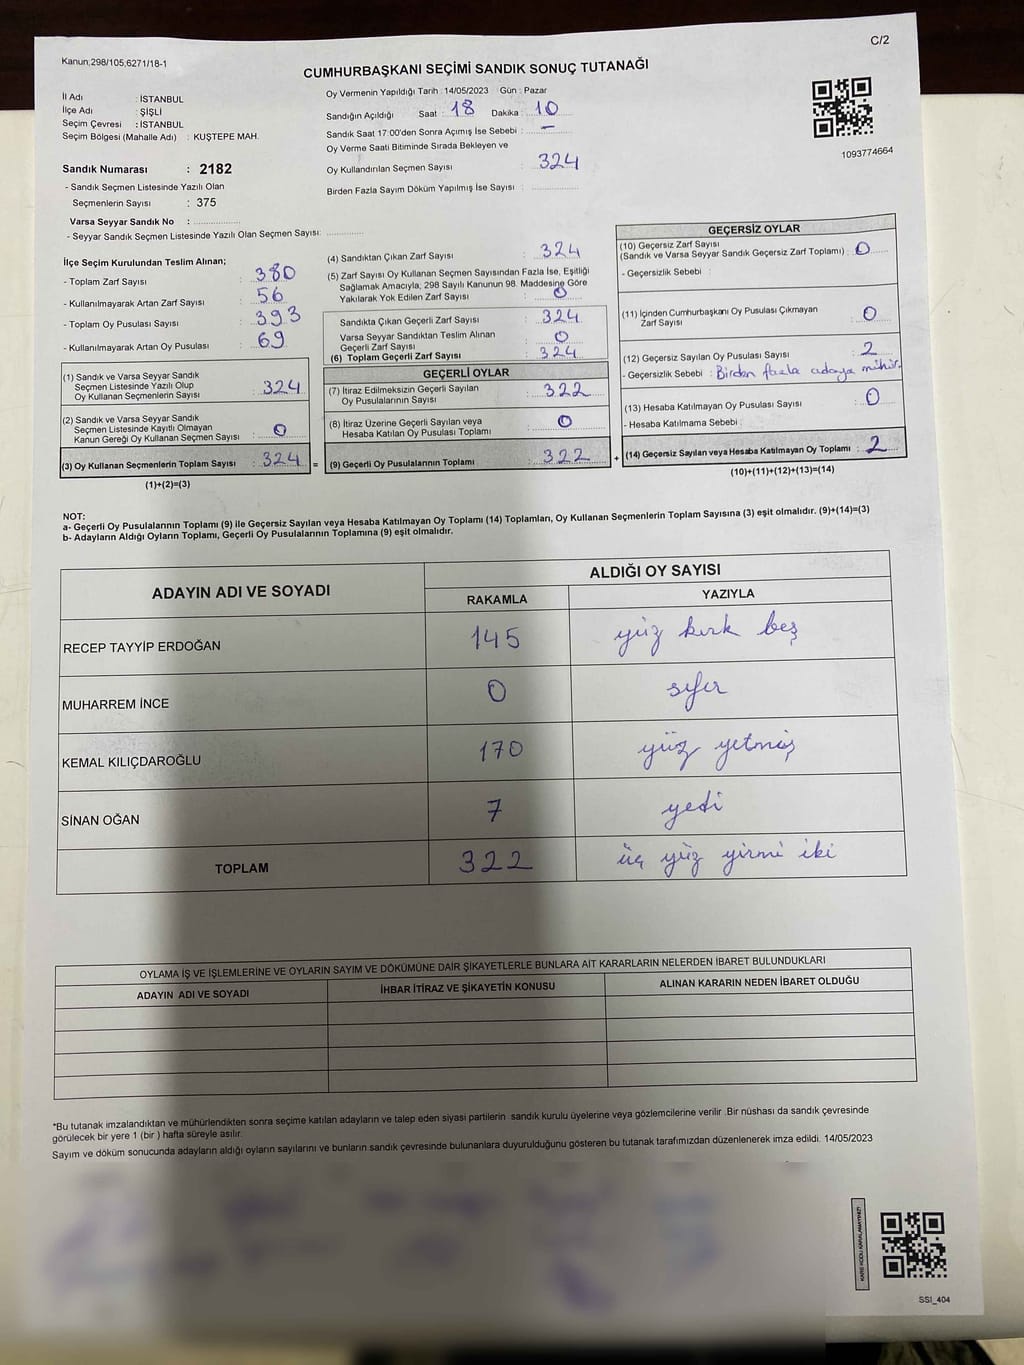 C/2
Kanun;298/105,6271/18-1
CUMHURBAŞKANI SEÇİMİ SANDIK SONUÇ TUTANAĞI
İl Adı : İSTANBUL
İlçe Adı : ŞİŞLİ
Seçim Çevresi : İSTANBUL
Seçim Bölgesi (Mahalle Adı) : KUŞTEPE MAH.
Sandık Numarası : 2182
- Sandık Seçmen Listesinde Yazılı Olan
Seçmenlerin Sayısı : 375
Varsa Seyyar Sandık No : ..................
- Seyyar Sandık Seçmen Listesinde Yazılı Olan Seçmen Sayısı: ..............
Oy Vermenin Yapıldığı Tarih : 14/05/2023 Gün : Pazar
Sandığın Açıldığı Saat : 18 Dakika : 10
Sandık Saat 17:00'den Sonra Açımış İse Sebebi : –
Oy Verme Saati Bitiminde Sırada Bekleyen ve
Oy Kullandırılan Seçmen Sayısı : 324
Birden Fazla Sayım Döküm Yapılmış İse Sayısı : ..............
1093774664
İlçe Seçim Kurulundan Teslim Alınan;
- Toplam Zarf Sayısı : 380
- Kullanılmayarak Artan Zarf Sayısı : 56
- Toplam Oy Pusulası Sayısı : 393
- Kullanılmayarak Artan Oy Pusulası : 69
(1) Sandık ve Varsa Seyyar Sandık
Seçmen Listesinde Yazılı Olup
Oy Kullanan Seçmenlerin Sayısı : 324
(2) Sandık ve Varsa Seyyar Sandık
Seçmen Listesinde Kayıtlı Olmayan
Kanun Gereği Oy Kullanan Seçmen Sayısı : 0
(3) Oy Kullanan Seçmenlerin Toplam Sayısı : 324
(1)+(2)=(3)
(4) Sandıktan Çıkan Zarf Sayısı : 324
(5) Zarf Sayısı Oy Kullanan Seçmen Sayısından Fazla İse, Eşitliği
Sağlamak Amacıyla, 298 Sayılı Kanunun 98. Maddesine Göre
Yakılarak Yok Edilen Zarf Sayısı : 0
Sandıkta Çıkan Geçerli Zarf Sayısı : 324
Varsa Seyyar Sandıktan Teslim Alınan
Geçerli Zarf Sayısı : 0
(6) Toplam Geçerli Zarf Sayısı : 324
GEÇERLİ OYLAR
(7) İtiraz Edilmeksizin Geçerli Sayılan
Oy Pusulalarının Sayısı : 322
(8) İtiraz Üzerine Geçerli Sayılan veya
Hesaba Katılan Oy Pusulası Toplamı : 0
= (9) Geçerli Oy Pusulalarının Toplamı : 322
GEÇERSİZ OYLAR
(10) Geçersiz Zarf Sayısı
(Sandık ve Varsa Seyyar Sandık Geçersiz Zarf Toplamı) : 0
- Geçersizlik Sebebi :
(11) İçinden Cumhurbaşkanı Oy Pusulası Çıkmayan
Zarf Sayısı : 0
(12) Geçersiz Sayılan Oy Pusulası Sayısı : 2
- Geçersizlik Sebebi : Birden fazla adaya mühür.
(13) Hesaba Katılmayan Oy Pusulası Sayısı : 0
- Hesaba Katılmama Sebebi :
+ (14) Geçersiz Sayılan veya Hesaba Katılmayan Oy Toplamı : 2
(10)+(11)+(12)+(13)=(14)
NOT:
a- Geçerli Oy Pusulalarının Toplamı (9) ile Geçersiz Sayılan veya Hesaba Katılmayan Oy Toplamı (14) Toplamları, Oy Kullanan Seçmenlerin Toplam Sayısına (3) eşit olmalıdır. (9)+(14)=(3)
b- Adayların Aldığı Oyların Toplamı, Geçerli Oy Pusulalarının Toplamına (9) eşit olmalıdır.
ADAYIN ADI VE SOYADI ALDIĞI OY SAYISI
RAKAMLA YAZIYLA
RECEP TAYYİP ERDOĞAN 145 yüz kırk beş
MUHARREM İNCE 0 sıfır
KEMAL KILIÇDAROĞLU 170 yüz yetmiş
SİNAN OĞAN 7 yedi
TOPLAM 322 üç yüz yirmi iki
OYLAMA İŞ VE İŞLEMLERİNE VE OYLARIN SAYIM VE DÖKÜMÜNE DAİR ŞİKAYETLERLE BUNLARA AİT KARARLARIN NELERDEN İBARET BULUNDUKLARI
ADAYIN ADI VE SOYADI İHBAR İTİRAZ VE ŞİKAYETİN KONUSU ALINAN KARARIN NEDEN İBARET OLDUĞU
*Bu tutanak imzalandıktan ve mühürlendikten sonra seçime katılan adayların ve talep eden siyasi partilerin sandık kurulu üyelerine veya gözlemcilerine verilir .Bir nüshası da sandık çevresinde
görülecek bir yere 1 (bir ) hafta süreyle asılır.
Sayım ve döküm sonucunda adayların aldığı oyların sayılarını ve bunların sandık çevresinde bulunanlara duyurulduğunu gösteren bu tutanak tarafımızdan düzenlenerek imza edildi. 14/05/2023
KARE KODU KARALAMAYINIZ!
SSI_404